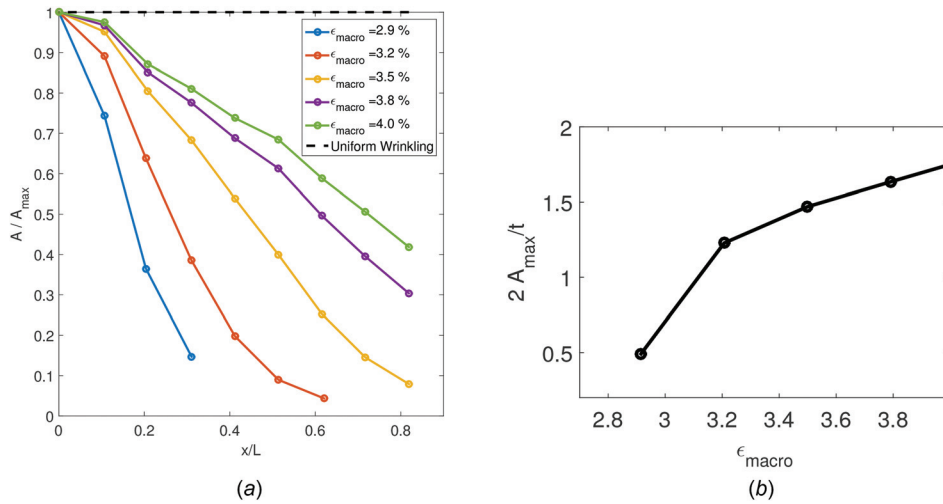 1
0.9
0.8
0.7
0.6
0.5
0.4
0.3
0.2
0.1
0
A / A_max
0 0.2 0.4 0.6 0.8
x/L
ϵ_macro =2.9 %
ϵ_macro =3.2 %
ϵ_macro =3.5 %
ϵ_macro =3.8 %
ϵ_macro =4.0 %
Uniform Wrinkling
(a)
2
1.5
1
0.5
2 A_max/t
2.8 3 3.2 3.4 3.6 3.8
ϵ_macro
(b)